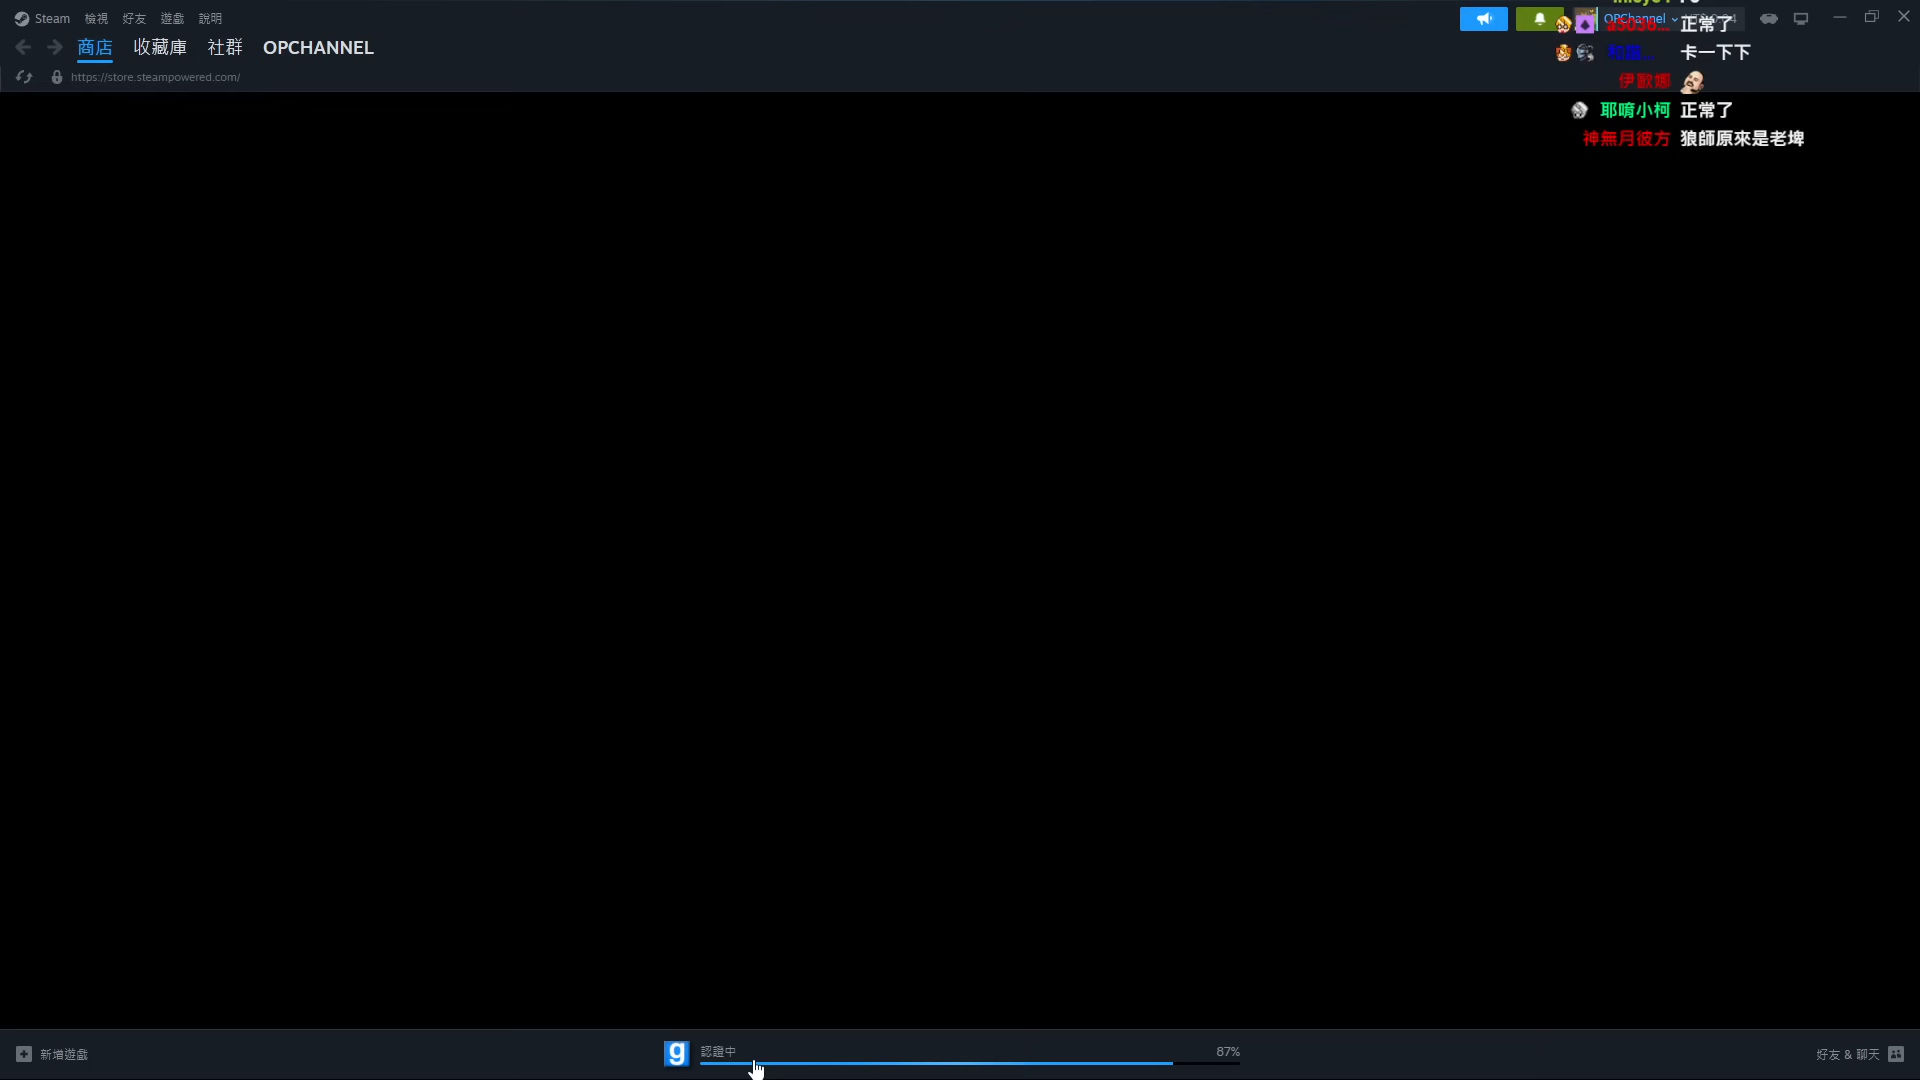 Steam 檢視 好友 遊戲 說明
商店 收藏庫 社群 OPCHANNEL
https://store.steampowered.com/
OPChannel
正常了
卡一下下
伊歐娜
耶唷小柯 正常了
神無月彼方 狼師原來是老埤
認證中 87%
新增遊戲
好友 & 聊天